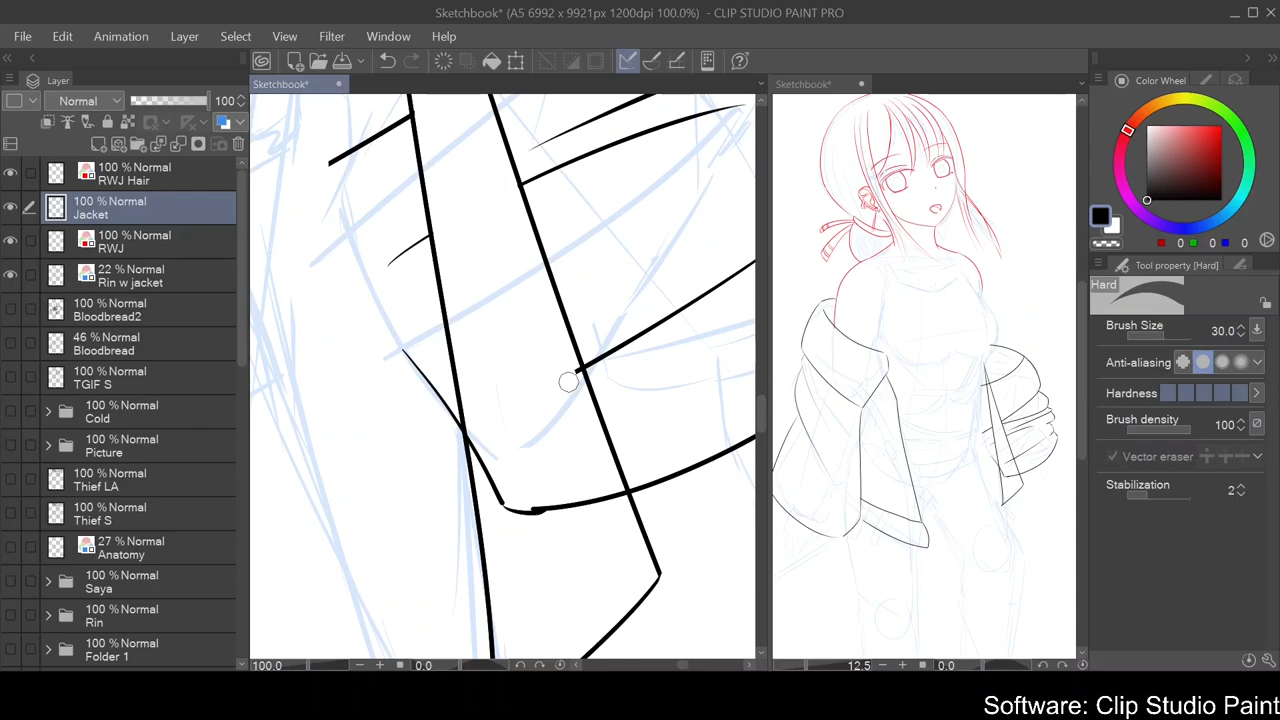 Sketchbook* (A5 6992 x 9921px 1200dpi 100.0%) - CLIP STUDIO PAINT PRO
File Edit Animation Layer Select View Filter Window Help
Layer
Normal 100
100 % Normal
RWJ Hair
100 % Normal
Jacket
100 % Normal
RWJ
22 % Normal
Rin w jacket
100 % Normal
Bloodbread2
46 % Normal
Bloodbread
100 % Normal
TGIF S
100 % Normal
Cold
100 % Normal
Picture
100 % Normal
Thief LA
100 % Normal
Thief S
27 % Normal
Anatomy
100 % Normal
Saya
100 % Normal
Rin
100 % Normal
Folder 1
Sketchbook*
100.0 0.0
Sketchbook*
12.5 0.0
Color Wheel
0 0 0
Tool property [Hard]
Hard
Brush Size 30.0
Anti-aliasing
Hardness
Brush density 100
Vector eraser
Stabilization 2
Software: Clip Studio Paint